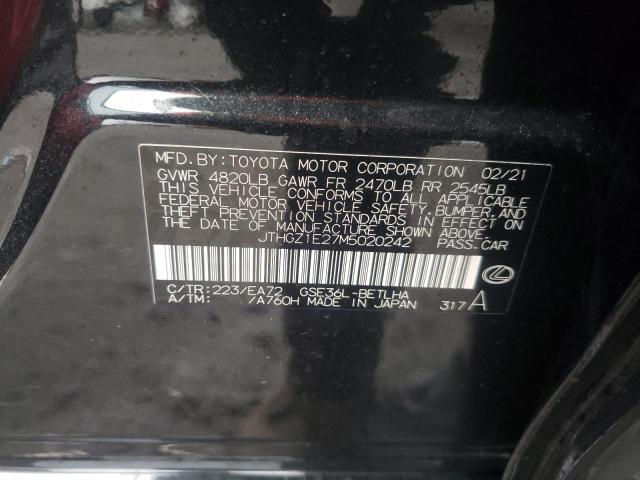 MFD. BY: TOYOTA MOTOR CORPORATION 02/21
GVWR 4820LB GAWR FR 2470LB RR 2545LB
THIS VEHICLE CONFORMS TO ALL APPLICABLE
FEDERAL MOTOR VEHICLE SAFETY, BUMPER, AND
THEFT PREVENTION STANDARDS IN EFFECT ON
THE DATE OF MANUFACTURE SHOWN ABOVE.
JTHGZ1E27M5020242 PASS.CAR
C/TR: 223/EA72 GSE36L-BETLHA
A/TM: /A760H MADE IN JAPAN 317 A